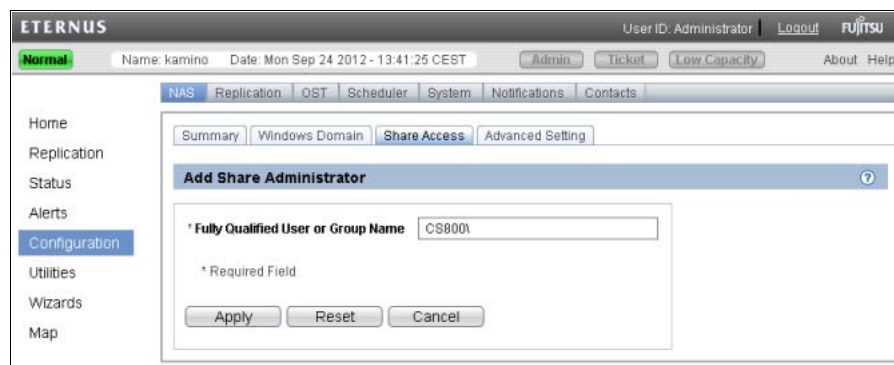 ETERNUS
User ID: Administrator Logout FUJITSU
Normal Name: kamino Date: Mon Sep 24 2012 - 13:41:25 CEST Admin Ticket Low Capacity About Help
NAS Replication OST Scheduler System Notifications Contacts
Home
Replication
Status
Alerts
Configuration
Utilities
Wizards
Map
Summary Windows Domain Share Access Advanced Setting
Add Share Administrator ?
* Fully Qualified User or Group Name CS800\
* Required Field
Apply Reset Cancel